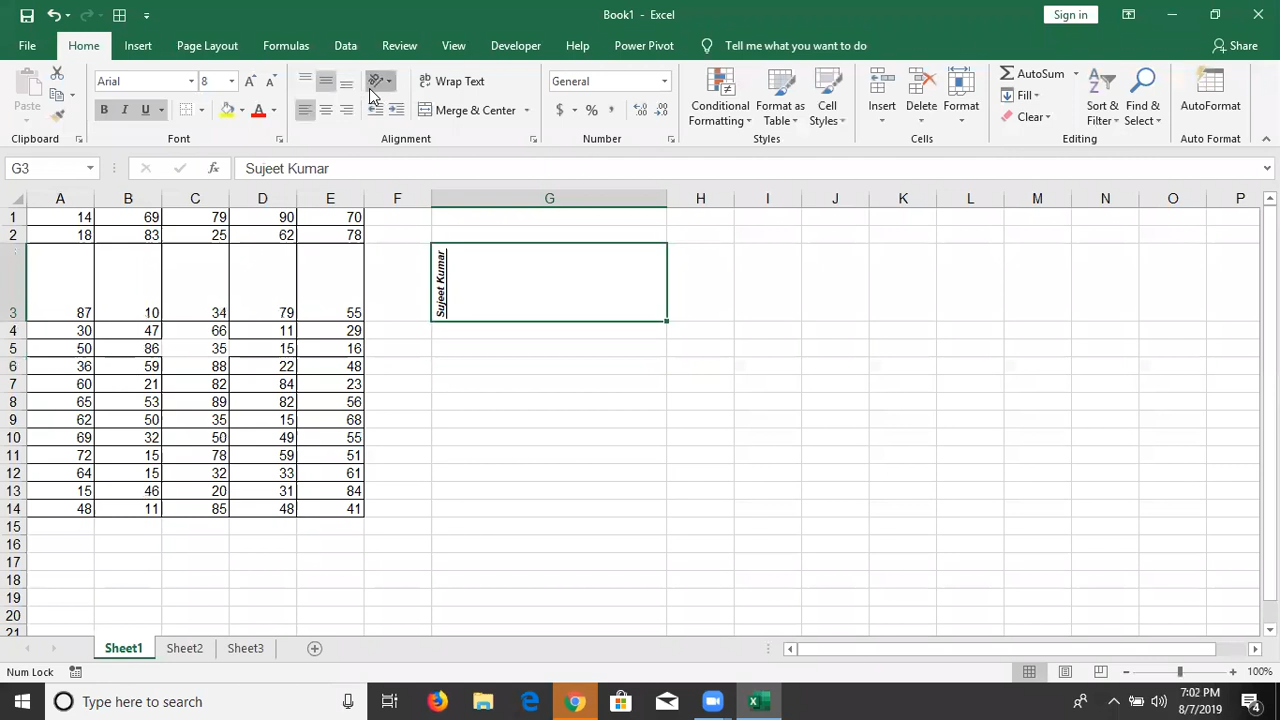 Book1 - Excel
Sign in
File Home Insert Page Layout Formulas Data Review View Developer Help Power Pivot Tell me what you want to do Share
Paste
Arial 8
B I U
Wrap Text
Merge & Center
General
$ % ,
Conditional Formatting
Format as Table
Cell Styles
Insert Delete Format
AutoSum
Fill
Clear
Sort & Filter
Find & Select
AutoFormat
Clipboard Font Alignment Number Styles Cells Editing Auto Format
G3 fx Sujeet Kumar
A B C D E F G H I J K L M N O P
1 14 69 79 90 70
2 18 83 25 62 78
3 87 10 34 79 55 Sujeet Kumar
4 30 47 66 11 29
5 50 86 35 15 16
6 36 59 88 22 48
7 60 21 82 84 23
8 65 53 89 82 56
9 62 50 35 15 68
10 69 32 50 49 55
11 72 15 78 59 51
12 64 15 32 33 61
13 15 46 20 31 84
14 48 11 85 48 41
15
16
17
18
19
20
21
Sheet1 Sheet2 Sheet3
Num Lock 100%
Type here to search
7:02 PM
8/7/2019
4